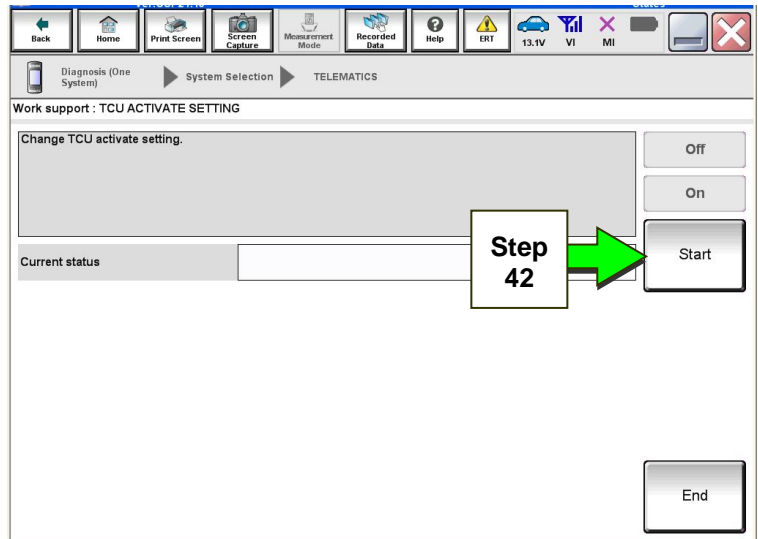 Back
Home
Print Screen
Screen
Capture
Measurement
Mode
Recorded
Data
Help
ERT
13.1V
VI
MI
Diagnosis (One
System)
System Selection
TELEMATICS
Work support : TCU ACTIVATE SETTING
Change TCU activate setting.
Off
On
Step
42
Start
Current status
End